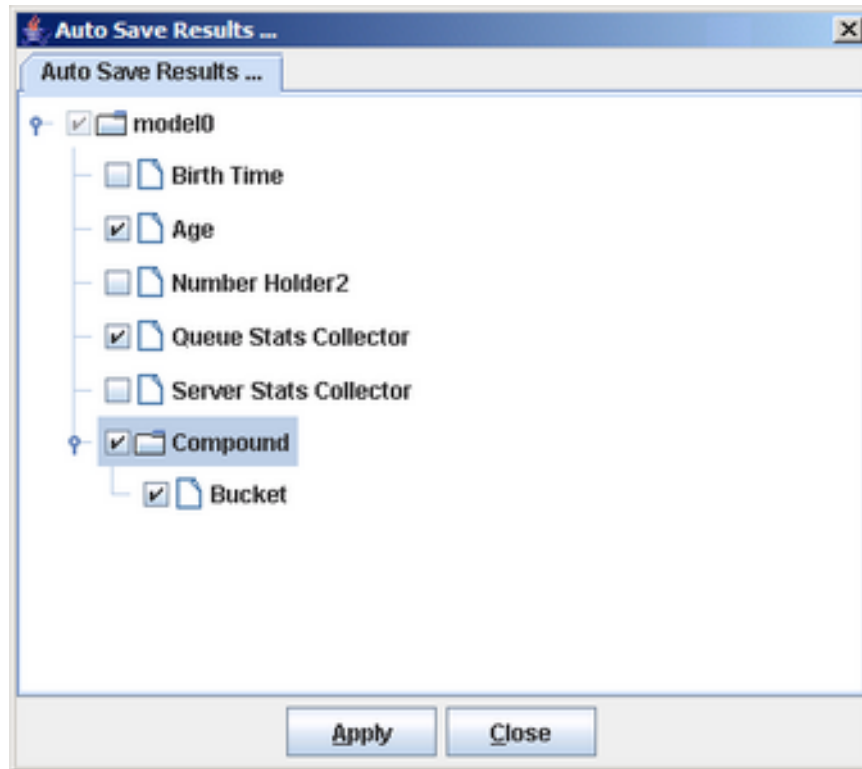 Auto Save Results ...
Auto Save Results ...
model0
Birth Time
Age
Number Holder2
Queue Stats Collector
Server Stats Collector
Compound
Bucket
Apply Close